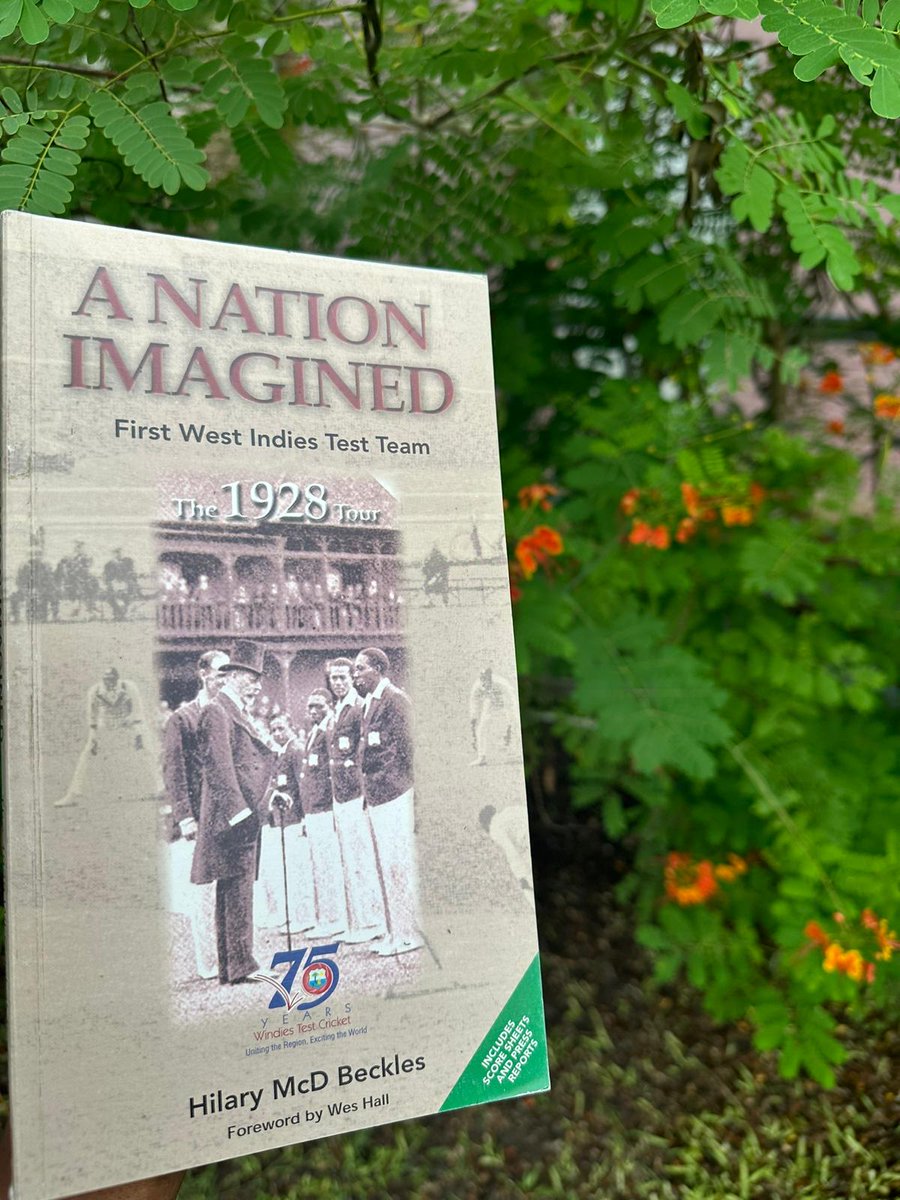 A NATION
IMAGINED
First West Indies Test Team
The 1928 Tour
75
YEARS
Windies Test Cricket
Uniting the Region, Exciting the World
INCLUDES
SCORE SHEETS
AND PRESS
REPORTS
Hilary McD Beckles
Foreword by Wes Hall